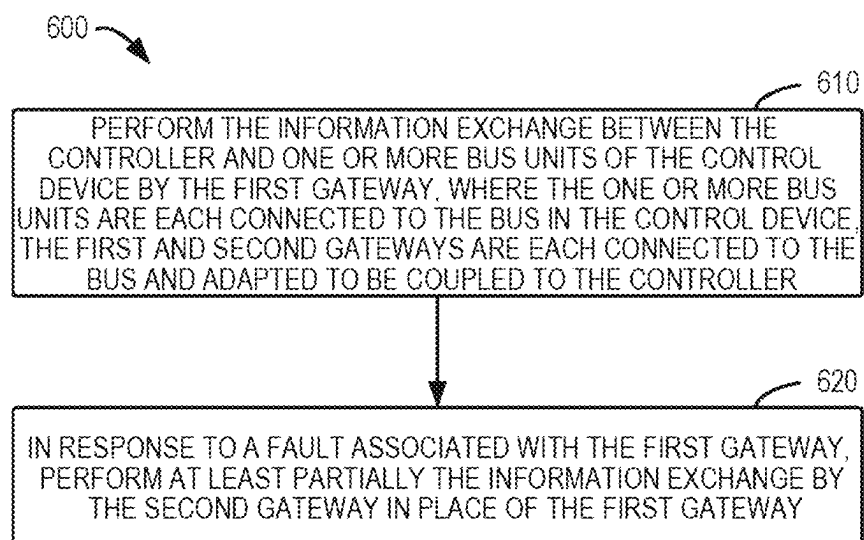 600
610
PERFORM THE INFORMATION EXCHANGE BETWEEN THE
CONTROLLER AND ONE OR MORE BUS UNITS OF THE CONTROL
DEVICE BY THE FIRST GATEWAY, WHERE THE ONE OR MORE BUS
UNITS ARE EACH CONNECTED TO THE BUS IN THE CONTROL DEVICE,
THE FIRST AND SECOND GATEWAYS ARE EACH CONNECTED TO THE
BUS AND ADAPTED TO BE COUPLED TO THE CONTROLLER
620
IN RESPONSE TO A FAULT ASSOCIATED WITH THE FIRST GATEWAY,
PERFORM AT LEAST PARTIALLY THE INFORMATION EXCHANGE BY
THE SECOND GATEWAY IN PLACE OF THE FIRST GATEWAY